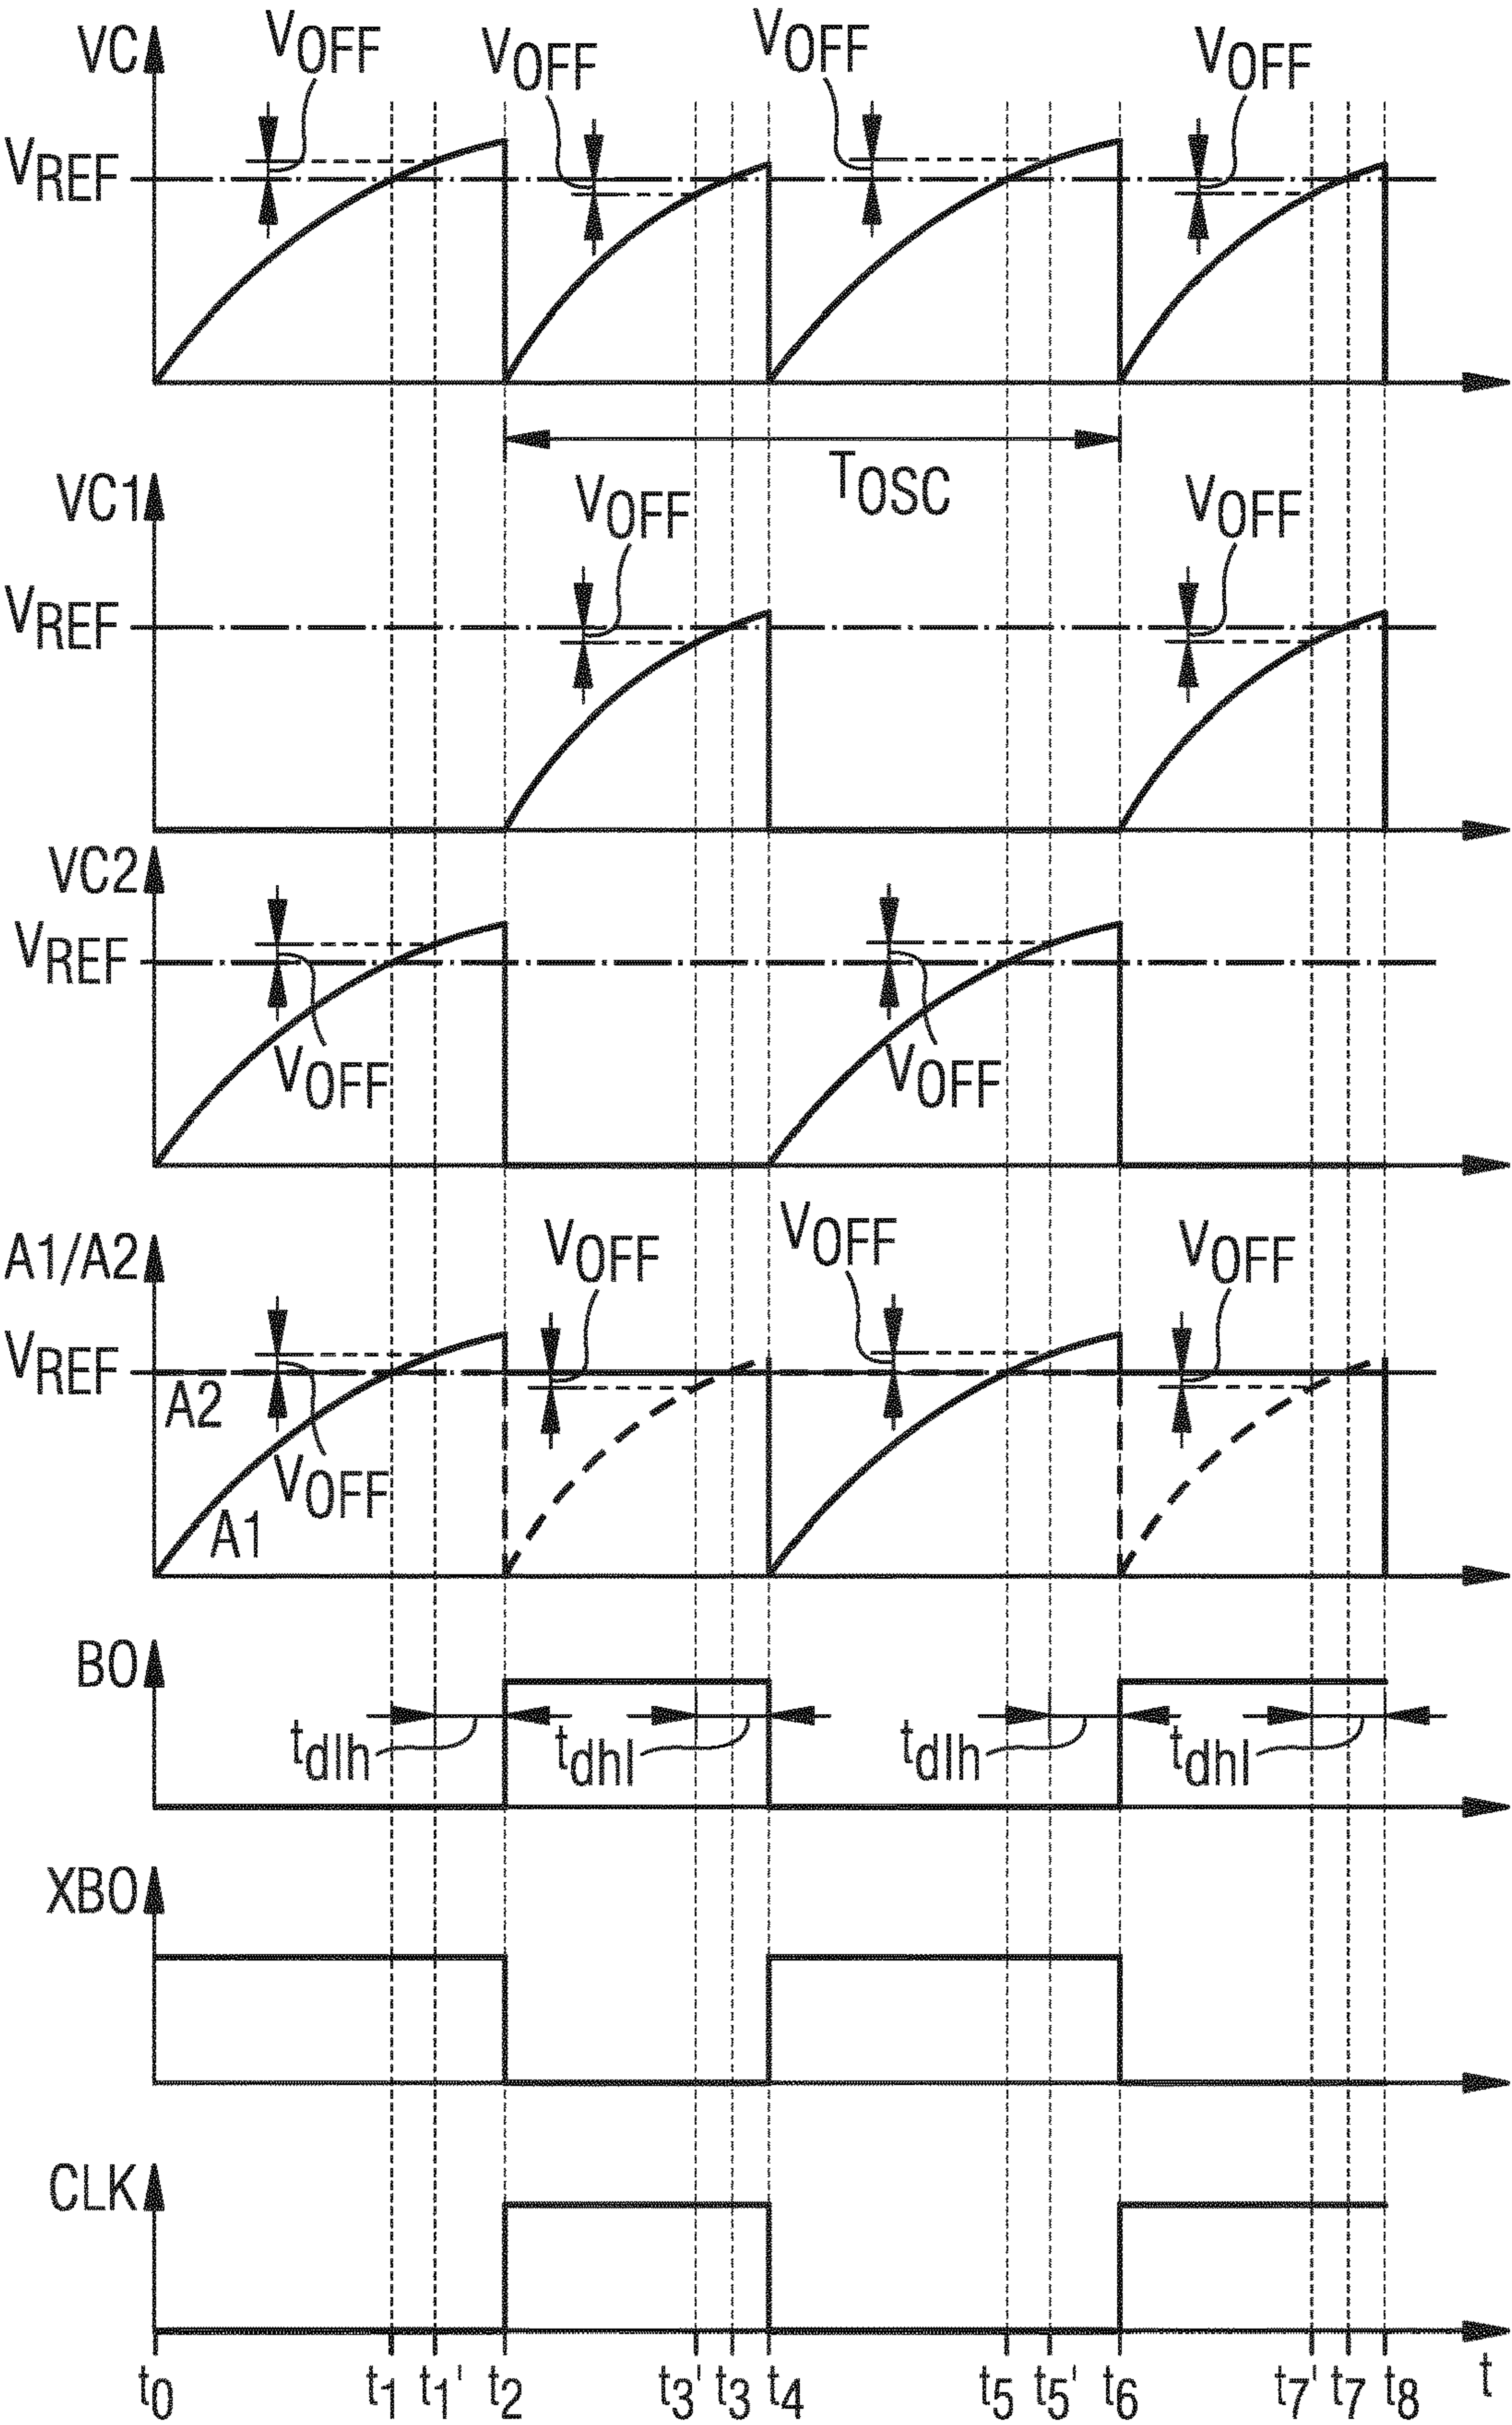 VC VOFF VOFF VOFF VOFF
VREF
TOSC
VC1 VOFF VOFF
VREF
VC2
VREF
VOFF VOFF
A1/A2 VOFF VOFF VOFF
VREF
A2
VOFF
A1
BO
tdlh tdhl tdlh tdhl
XBO
CLK
t0 t1 t1' t2 t3' t3 t4 t5 t5' t6 t7' t7 t8 t